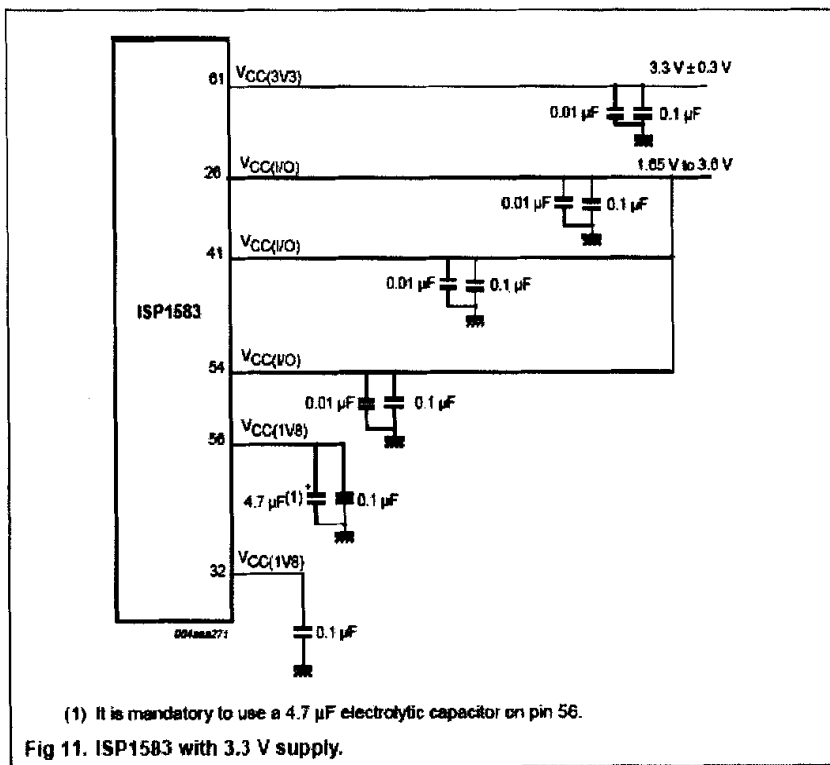 61 VCC(3V3) 3.3 V ± 0.3 V
0.01 µF 0.1 µF
26 VCC(I/O) 1.65 V to 3.6 V
0.01 µF 0.1 µF
41 VCC(I/O)
0.01 µF 0.1 µF
ISP1583
54 VCC(I/O)
0.01 µF 0.1 µF
56 VCC(1V8)
+
4.7 µF(1) 0.1 µF
32 VCC(1V8)
004aaa271
0.1 µF
(1) It is mandatory to use a 4.7 µF electrolytic capacitor on pin 56.
Fig 11. ISP1583 with 3.3 V supply.